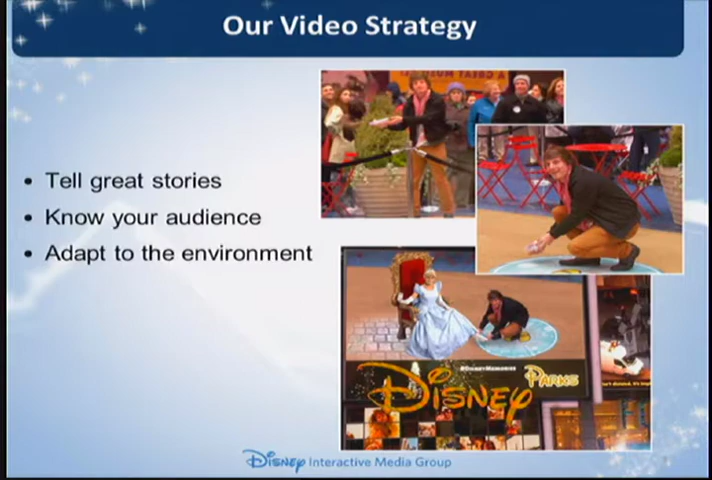 Our Video Strategy
• Tell great stories
• Know your audience
• Adapt to the environment
#DisneyMemories
Disney Parks
Disney Interactive Media Group